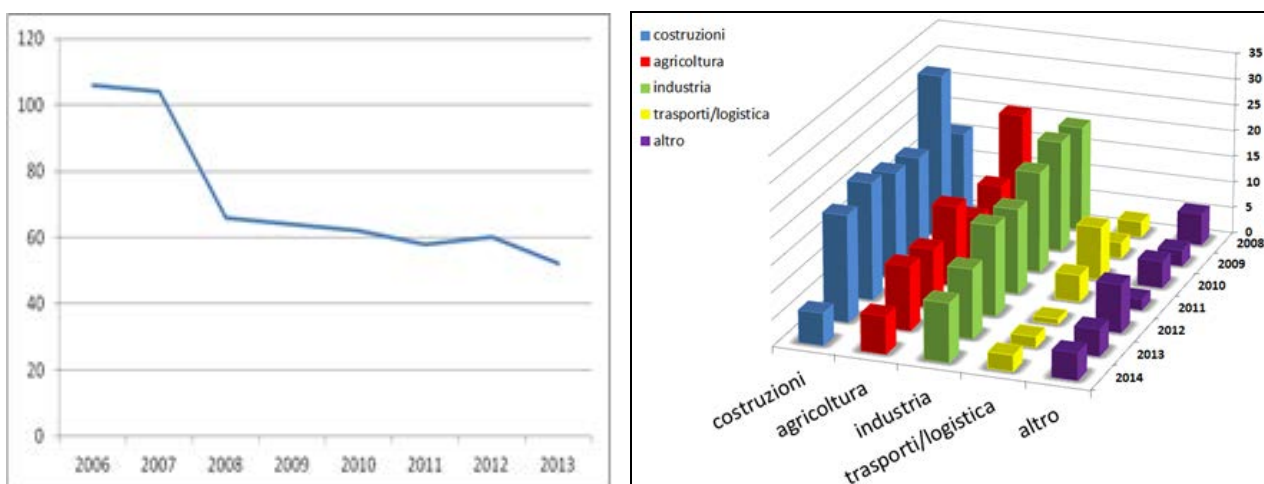 120
100
80
60
40
20
0
2006 2007 2008 2009 2010 2011 2012 2013
costruzioni
agricoltura
industria
trasporti/logistica
altro
35
30
25
20
15
10
5
0
2008
2009
2010
2011
2012
2013
2014
costruzioni
agricoltura
industria
trasporti/logistica
altro